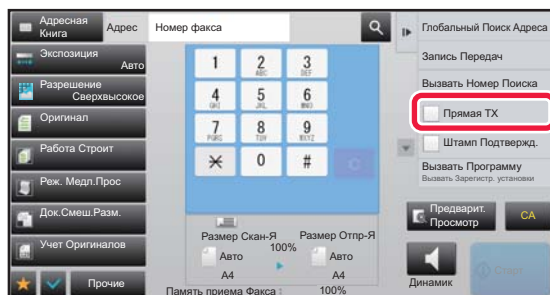 Адресная Книга
Адрес
Номер факса
Экспозиция
Авто
Разрешение
Сверхвысокое
Оригинал
Работа Строит
Реж. Медл.Прос
Док.Смеш.Разм.
Учет Оригиналов
Прочие
1
2
ABC
3
DEF
4
GHI
5
JKL
6
MNO
7
PQRS
8
TUV
9
WXYZ
0
#
Размер Скан-Я
100%
Размер Отпр-Я
Авто
Авто
A4
A4
Память приема Факса :
100%
Глобальный Поиск Адреса
Запись Передач
Вызвать Номер Поиска
Прямая TX
Штамп Подтвержд.
Вызвать Программу
Вызвать Зарегистр. установки
Предварит. Просмотр
CA
Динамик
Старт